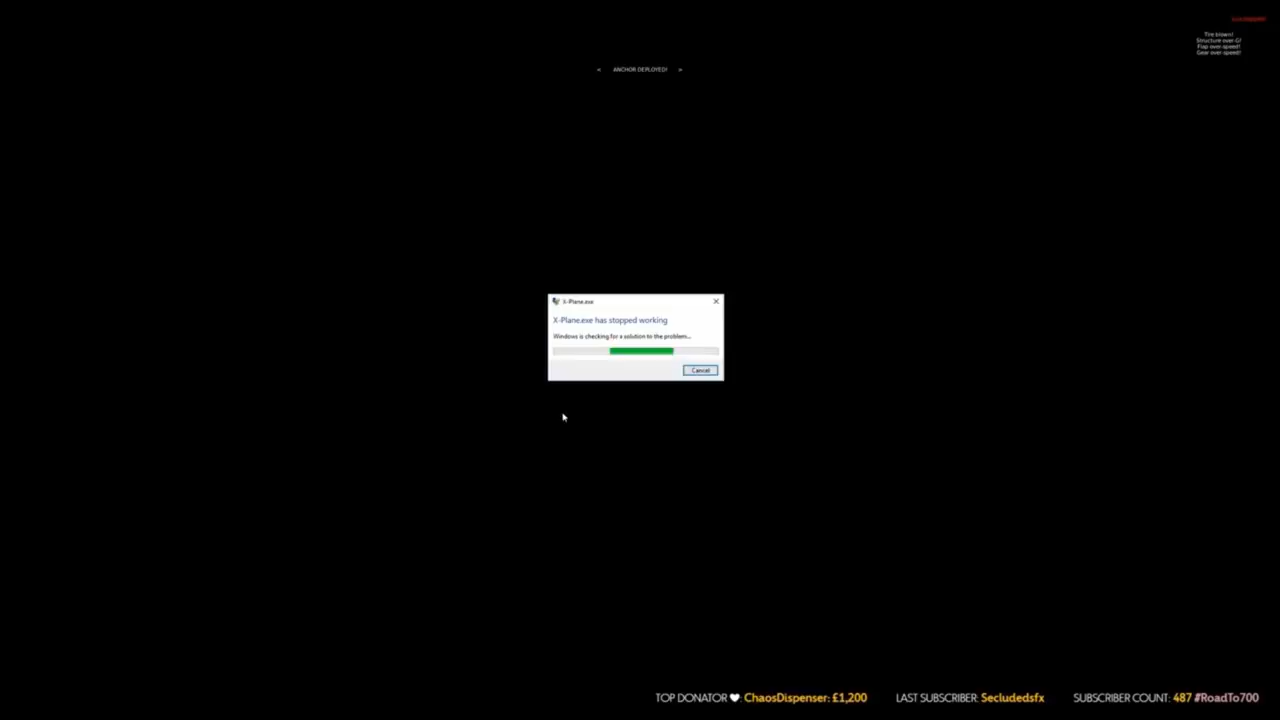 Tire blown!
Structure over-G!
Flap over-speed!
Gear over-speed!
< ANCHOR DEPLOYED! >
X-Plane.exe
X-Plane.exe has stopped working
Windows is checking for a solution to the problem...
Cancel
TOP DONATOR ♥: ChaosDispenser: £1,200 LAST SUBSCRIBER: Secludedsfx SUBSCRIBER COUNT: 487 #RoadTo700